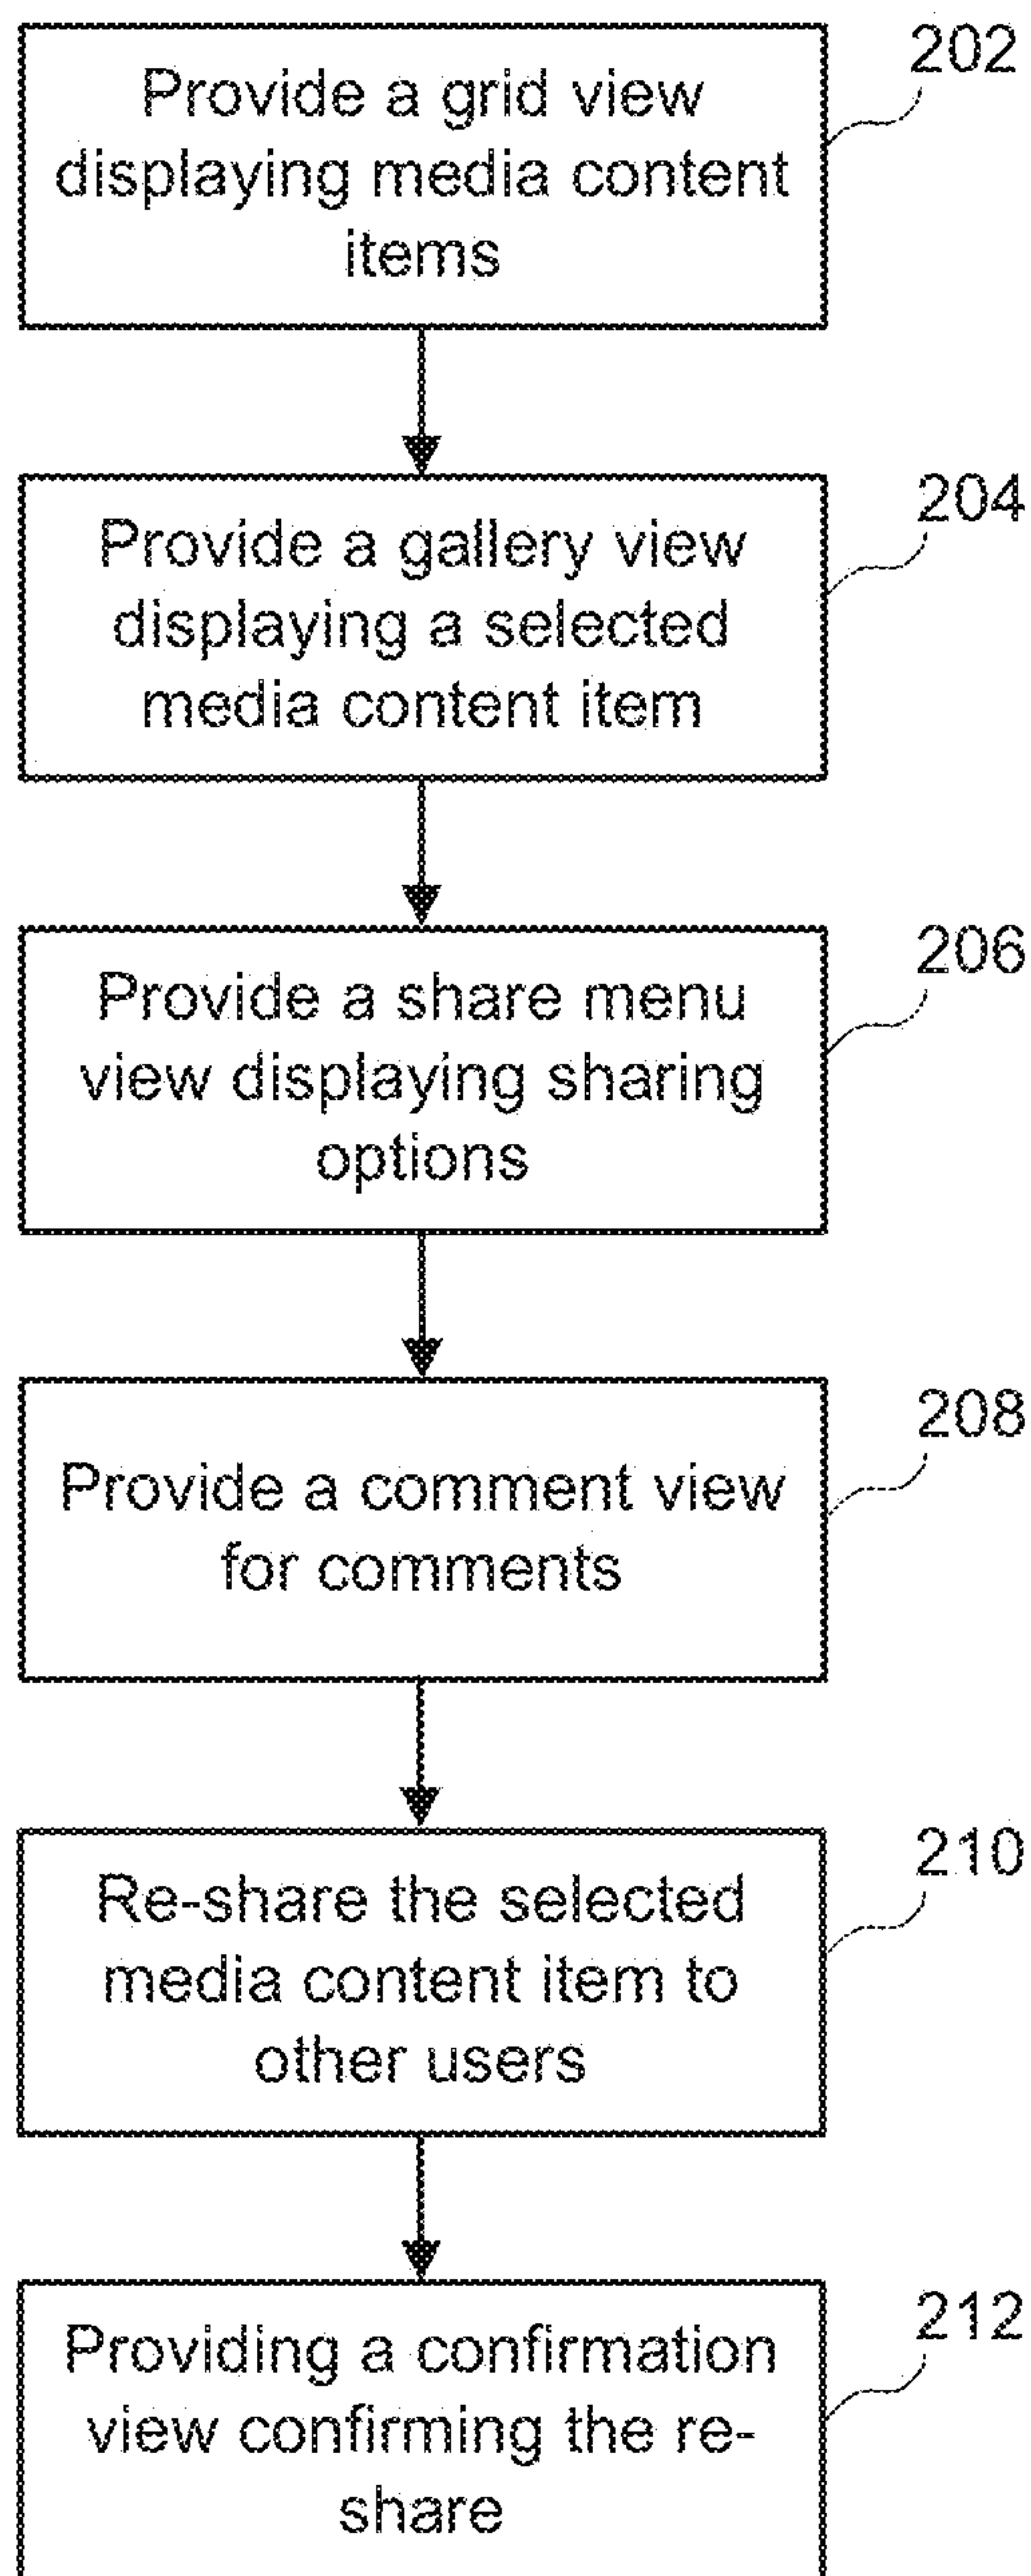 202
Provide a grid view
displaying media content
items
204
Provide a gallery view
displaying a selected
media content item
206
Provide a share menu
view displaying sharing
options
208
Provide a comment view
for comments
210
Re-share the selected
media content item to
other users
212
Providing a confirmation
view confirming the re-
share